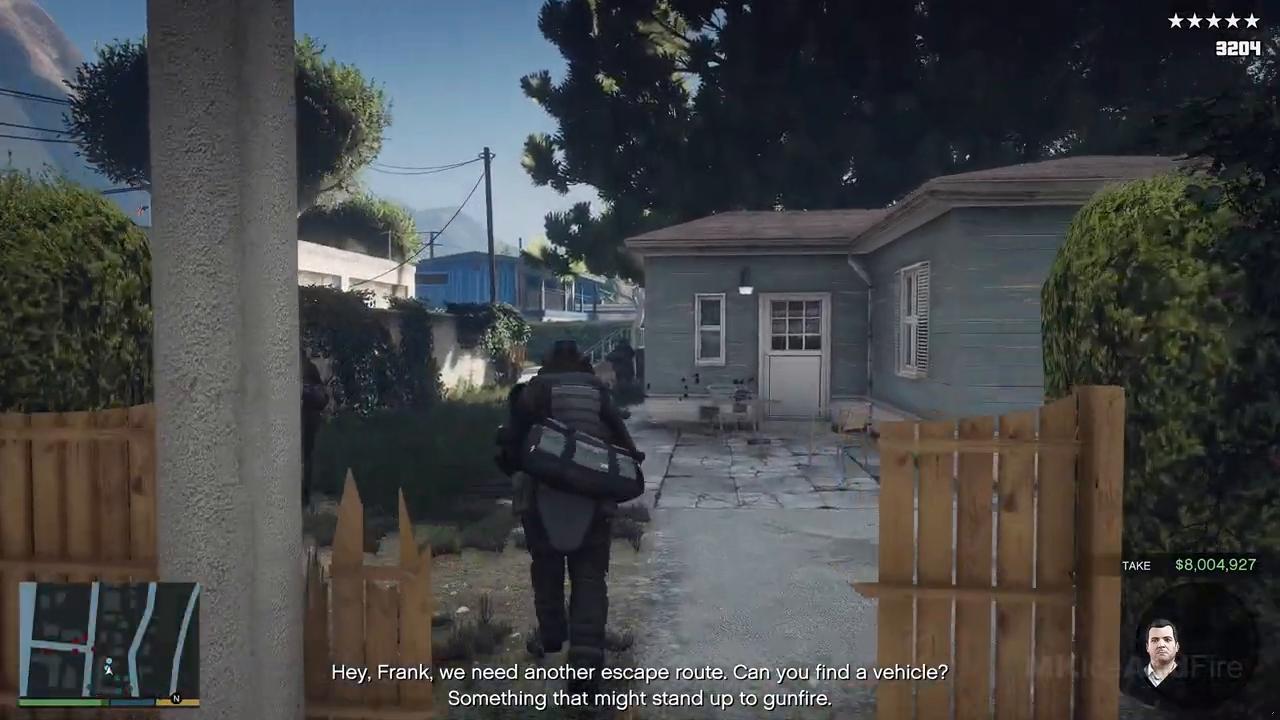 3204
TAKE $8,004,927
Hey, Frank, we need another escape route. Can you find a vehicle?
Something that might stand up to gunfire.
N